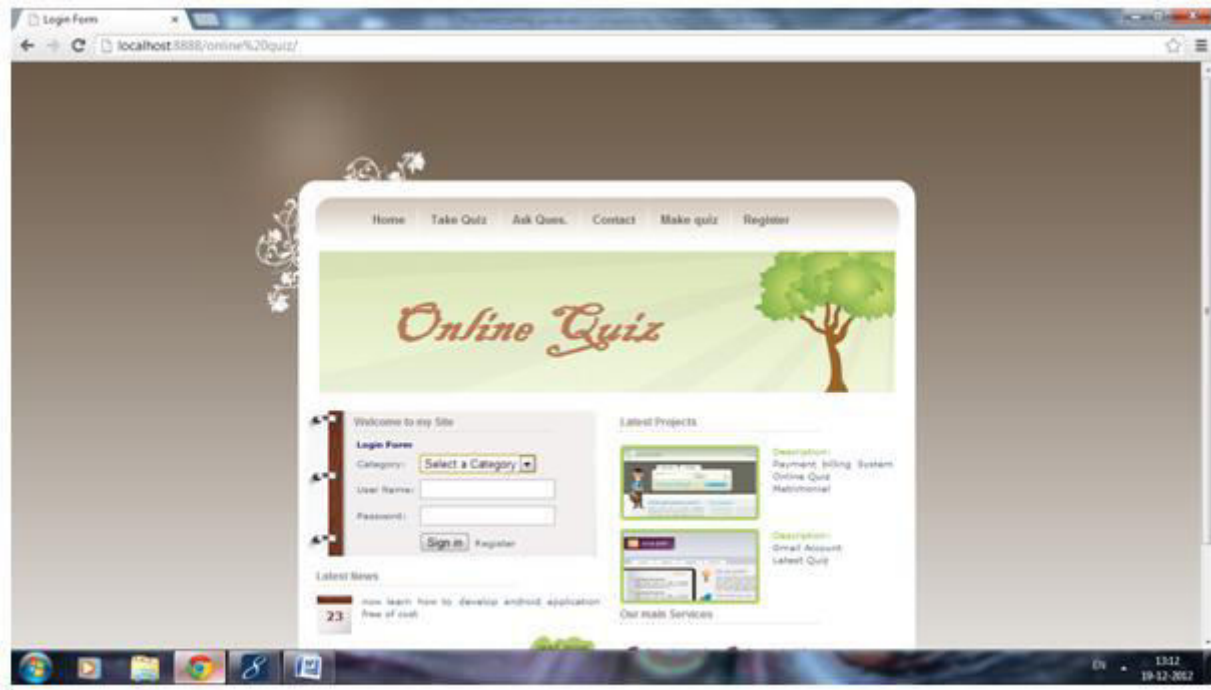 Login Form
localhost:8888/online%20quiz/
Home Take Quiz Ask Ques. Contact Make quiz Register
Online Quiz
Welcome to my Site
Login Form
Category: Select a Category
User Name:
Password:
Sign in Register
Latest News
23
now learn how to develop android application
free of cost
Latest Projects
Description:
Payment billing System
Online Quiz
Matrimonial
Description:
Gmail Account
Latest Quiz
Our main Services
EN
13:12
19-12-2012